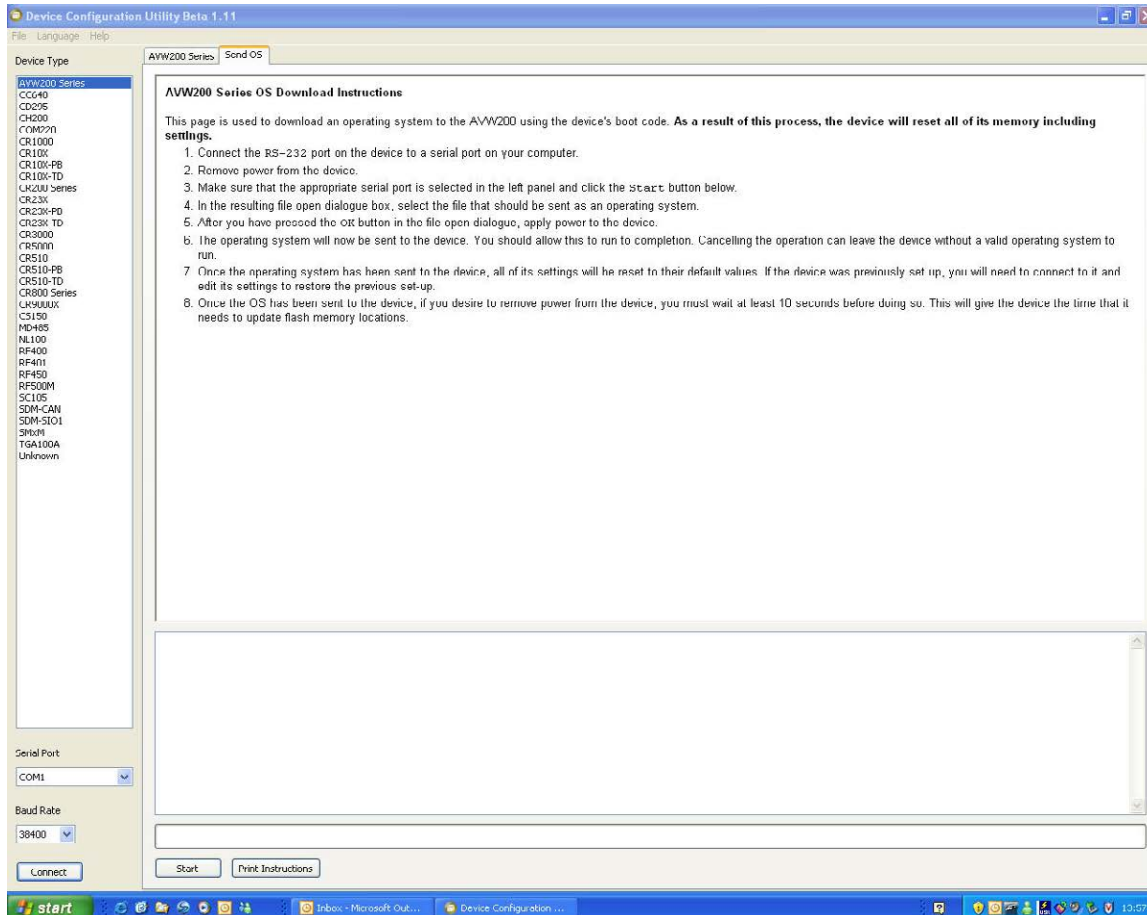 Device Configuration Utility Beta 1.11
File Language Help
Device Type
AVW200 Series
CC640
CD295
CH200
COM220
CR1000
CR10X
CR10X-PB
CR10X-TD
CR200 Series
CR23X
CR23X-PB
CR23X TD
CR3000
CR5000
CR510
CR510-PB
CR510-TD
CR800 Series
CR9000X
CS150
MD485
NL100
RF400
RF401
RF450
RF500M
SC105
SDM-CAN
SDM-SIO1
SMxM
TGA100A
Unknown
Serial Port
COM1
Baud Rate
38400
Connect
AVW200 Series Send OS
AVW200 Series OS Download Instructions
This page is used to download an operating system to the AVW200 using the device's boot code. As a result of this process, the device will reset all of its memory including
settings.
1. Connect the RS-232 port on the device to a serial port on your computer.
2. Remove power from the device.
3. Make sure that the appropriate serial port is selected in the left panel and click the Start button below.
4. In the resulting file open dialogue box, select the file that should be sent as an operating system.
5. After you have pressed the OK button in the file open dialogue, apply power to the device.
6. The operating system will now be sent to the device. You should allow this to run to completion. Cancelling the operation can leave the device without a valid operating system to
run.
7. Once the operating system has been sent to the device, all of its settings will be reset to their default values. If the device was previously set up, you will need to connect to it and
edit its settings to restore the previous set-up.
8. Once the OS has been sent to the device, if you desire to remove power from the device, you must wait at least 10 seconds before doing so. This will give the device the time that it
needs to update flash memory locations.
Start Print Instructions
start Inbox - Microsoft Out... Device Configuration ...